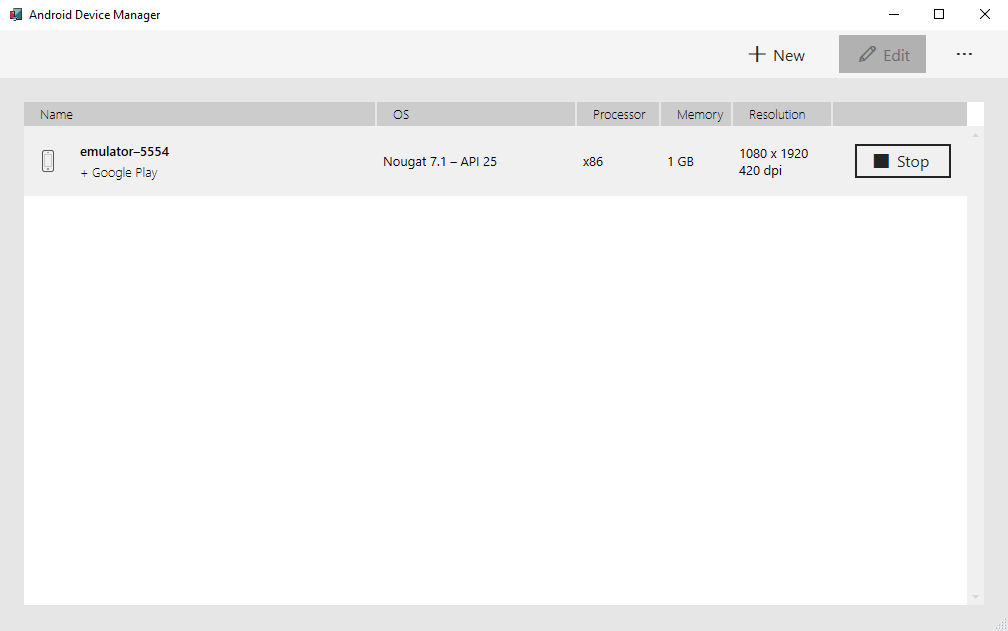 Android Device Manager
New
Edit
Name OS Processor Memory Resolution
emulator–5554
+ Google Play
Nougat 7.1 – API 25
x86
1 GB
1080 x 1920
420 dpi
Stop